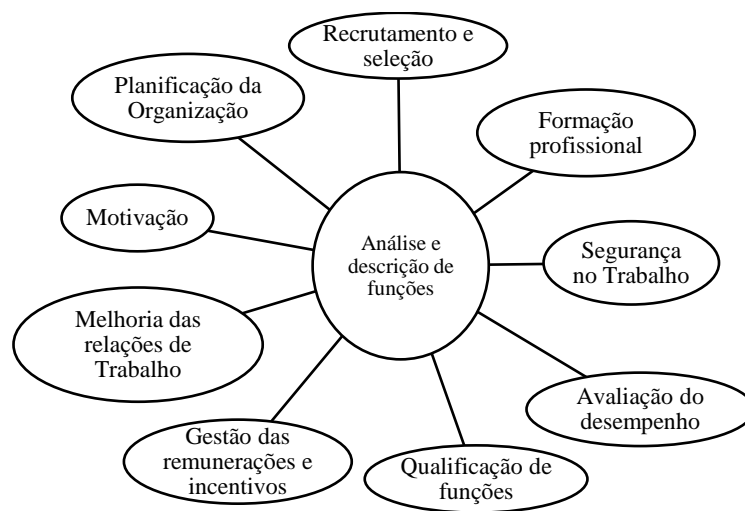 Recrutamento e
seleção
Planificação da
Organização
Formação
profissional
Motivação
Análise e
descrição de
funções
Segurança
no Trabalho
Melhoria das
relações de
Trabalho
Avaliação do
desempenho
Gestão das
remunerações e
incentivos
Qualificação de
funções